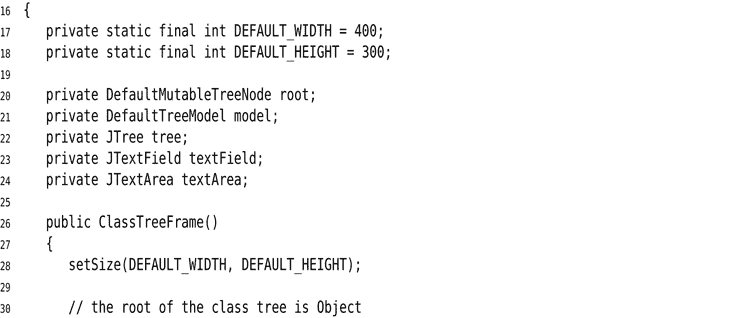 16 {
17    private static final int DEFAULT_WIDTH = 400;
18    private static final int DEFAULT_HEIGHT = 300;
19
20    private DefaultMutableTreeNode root;
21    private DefaultTreeModel model;
22    private JTree tree;
23    private JTextField textField;
24    private JTextArea textArea;
25
26    public ClassTreeFrame()
27    {
28       setSize(DEFAULT_WIDTH, DEFAULT_HEIGHT);
29
30       // the root of the class tree is Object